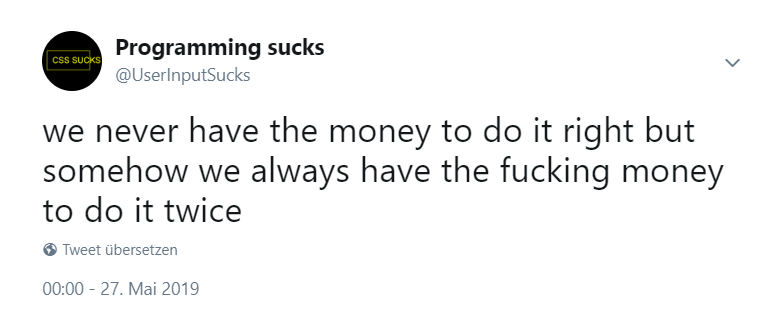 CSS SUCKS
Programming sucks
@UserInputSucks
we never have the money to do it right but
somehow we always have the fucking money
to do it twice
Tweet übersetzen
00:00 - 27. Mai 2019